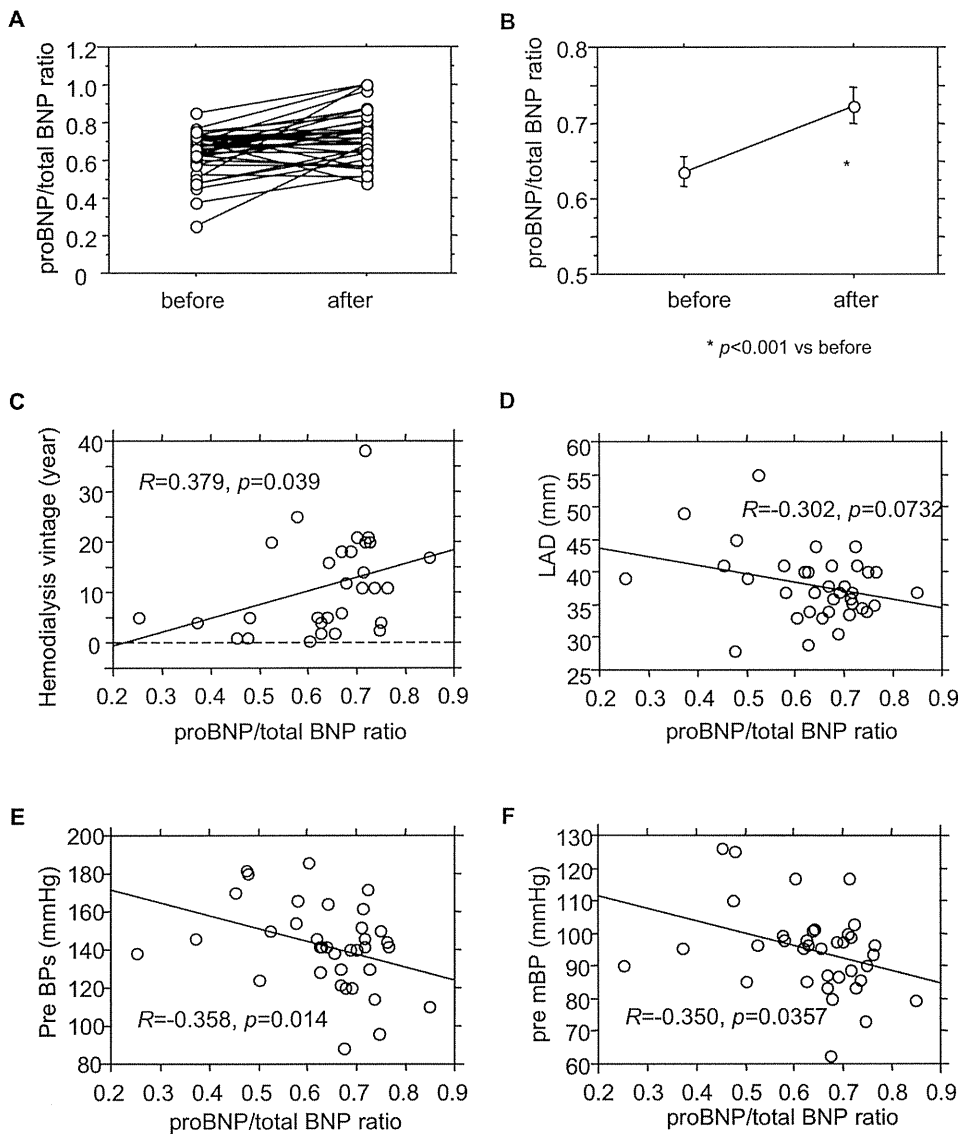 A
proBNP/total BNP ratio
1.2
1.0
0.8
0.6
0.4
0.2
0
before after
B
proBNP/total BNP ratio
0.8
0.7
0.6
0.5
*
before after
* p<0.001 vs before
C
Hemodialysis vintage (year)
40
30
20
10
0
R=0.379, p=0.039
0.2 0.3 0.4 0.5 0.6 0.7 0.8 0.9
proBNP/total BNP ratio
D
LAD (mm)
60
55
50
45
40
35
30
25
R=-0.302, p=0.0732
0.2 0.3 0.4 0.5 0.6 0.7 0.8 0.9
proBNP/total BNP ratio
E
Pre BPs (mmHg)
200
180
160
140
120
100
80
R=-0.358, p=0.014
0.2 0.3 0.4 0.5 0.6 0.7 0.8 0.9
proBNP/total BNP ratio
F
pre mBP (mmHg)
130
120
110
100
90
80
70
60
R=-0.350, p=0.0357
0.2 0.3 0.4 0.5 0.6 0.7 0.8 0.9
proBNP/total BNP ratio